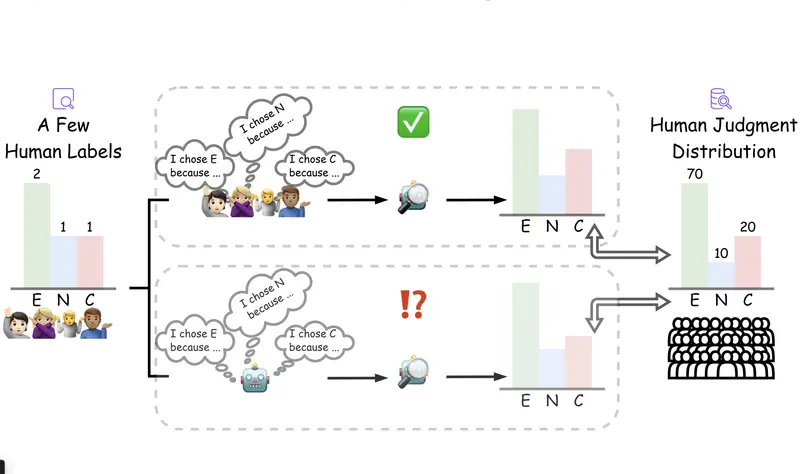 A Few
Human Labels
2
1
1
E N C
I chose N
because ...
I chose E
because ...
I chose C
because ...
E N C
Human Judgment
Distribution
70
10
20
E N C
I chose N
because ...
I chose E
because ...
I chose C
because ...
!?
E N C